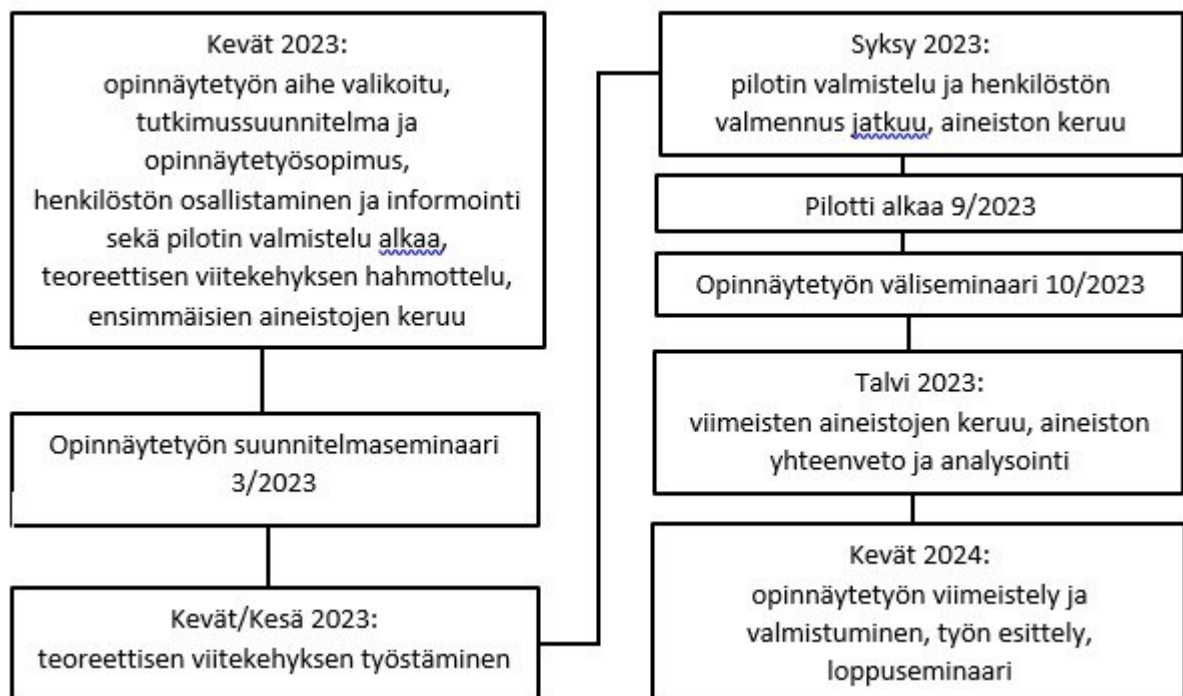 Kevät 2023:
opinnäytetyön aihe valikoitu,
tutkimussuunnitelma ja
opinnäytetyösopimus,
henkilöstön osallistaminen ja informointi
sekä pilotin valmistelu alkaa,
teoreettisen viitekehyksen hahmottelu,
ensimmäisien aineistojen keruu
Opinnäytetyön suunnitelmaseminaari
3/2023
Kevät/Kesä 2023:
teoreettisen viitekehyksen työstäminen
Syksy 2023:
pilotin valmistelu ja henkilöstön
valmennus jatkuu, aineiston keruu
Pilotti alkaa 9/2023
Opinnäytetyön väliseminaari 10/2023
Talvi 2023:
viimeisten aineistojen keruu, aineiston
yhteenveto ja analysointi
Kevät 2024:
opinnäytetyön viimeistely ja
valmistuminen, työn esittely,
loppuseminaari